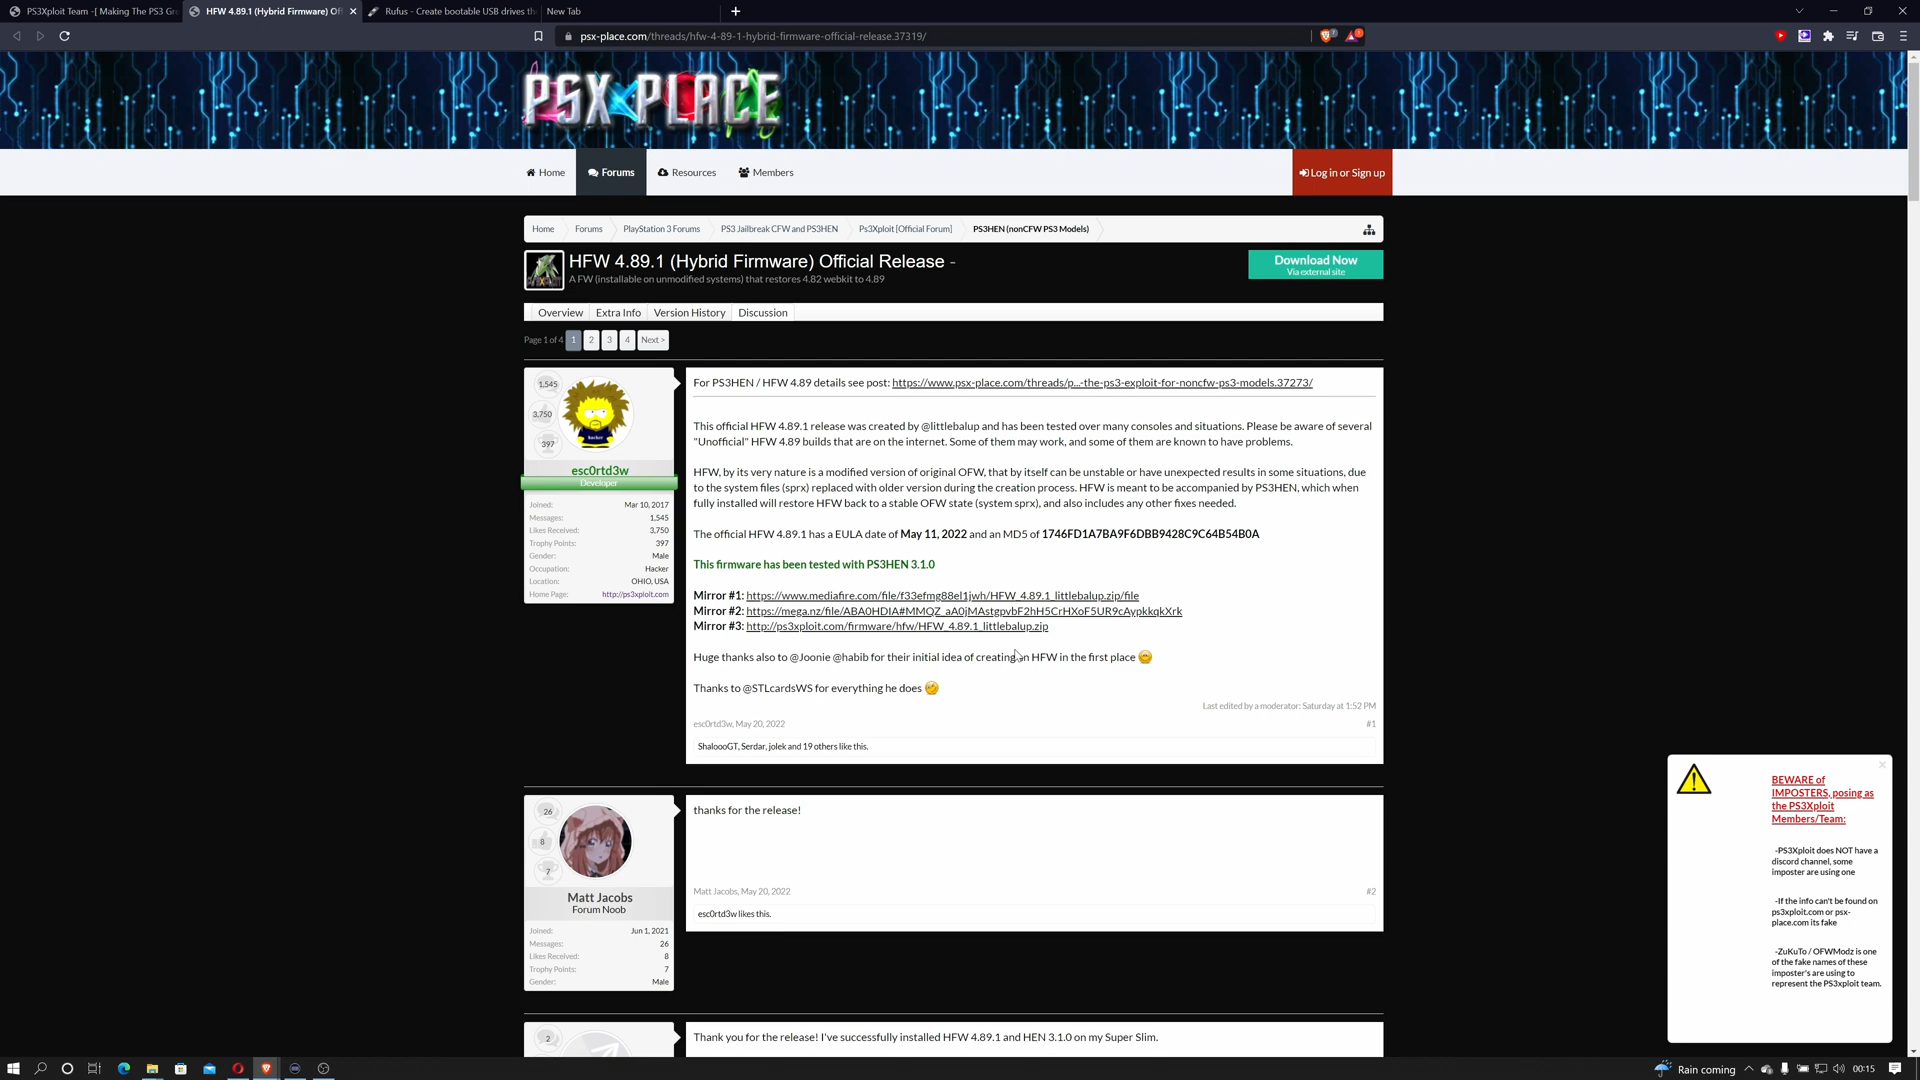 PS3Xploit Team -[ Making The PS3 Gr
HFW 4.89.1 (Hybrid Firmware) O
Rufus - Create bootable USB drives th
New Tab
psx-place.com/threads/hfw-4-89-1-hybrid-firmware-official-release.37319/
PSX PLACE
Home
Forums
Resources
Members
Log in or Sign up
Home
Forums
PlayStation 3 Forums
PS3 Jailbreak CFW and PS3HEN
Ps3Xploit [Official Forum]
PS3HEN (nonCFW PS3 Models)
HFW 4.89.1 (Hybrid Firmware) Official Release -
A FW (installable on unmodified systems) that restores 4.82 webkit to 4.89
Download Now
Via external site
Overview
Extra Info
Version History
Discussion
Page 1 of 4
1
2
3
4
Next >
1,545
3,750
397
esc0rtd3w
Developer
Joined: Mar 10, 2017
Messages: 1,545
Likes Received: 3,750
Trophy Points: 397
Gender: Male
Occupation: Hacker
Location: OHIO, USA
Home Page: http://ps3xploit.com
For PS3HEN / HFW 4.89 details see post: https://www.psx-place.com/threads/p...-the-ps3-exploit-for-noncfw-ps3-models.37273/
This official HFW 4.89.1 release was created by @littlebalup and has been tested over many consoles and situations. Please be aware of several
"Unofficial" HFW 4.89 builds that are on the internet. Some of them may work, and some of them are known to have problems.
HFW, by its very nature is a modified version of original OFW, that by itself can be unstable or have unexpected results in some situations, due
to the system files (sprx) replaced with older version during the creation process. HFW is meant to be accompanied by PS3HEN, which when
fully installed will restore HFW back to a stable OFW state (system sprx), and also includes any other fixes needed.
The official HFW 4.89.1 has a EULA date of May 11, 2022 and an MD5 of 1746FD1A7BA9F6DBB9428C9C64B54B0A
This firmware has been tested with PS3HEN 3.1.0
Mirror #1: https://www.mediafire.com/file/f33efmg88el1jwh/HFW_4.89.1_littlebalup.zip/file
Mirror #2: https://mega.nz/file/ABA0HDIA#MMQZ_aA0jMAstgpvbF2hH5CrHXoF5UR9cAypkkqkXrk
Mirror #3: http://ps3xploit.com/firmware/hfw/HFW_4.89.1_littlebalup.zip
Huge thanks also to @Joonie @habib for their initial idea of creating an HFW in the first place
Thanks to @STLcardsWS for everything he does
Last edited by a moderator: Saturday at 1:52 PM
esc0rtd3w, May 20, 2022
#1
ShaloooGT, Serdar, jolek and 19 others like this.
26
8
7
Matt Jacobs
Forum Noob
Joined: Jun 1, 2021
Messages: 26
Likes Received: 8
Trophy Points: 7
Gender: Male
thanks for the release!
Matt Jacobs, May 20, 2022
#2
esc0rtd3w likes this.
2
Thank you for the release! I've successfully installed HFW 4.89.1 and HEN 3.1.0 on my Super Slim.
BEWARE of
IMPOSTERS, posing as
the PS3Xploit
Members/Team:
-PS3Xploit does NOT have a
discord channel, some
imposter are using one
-If the info can't be found on
ps3xploit.com or psx-
place.com its fake
-ZuKuTo / OFWModz is one
of the fake names of these
imposter's are using to
represent the PS3xploit team.
Rain coming
00:15